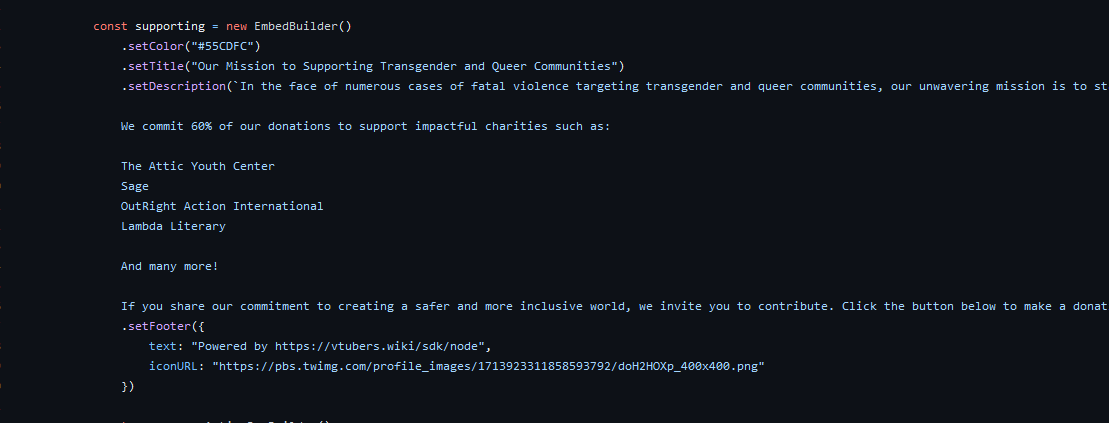 const supporting = new EmbedBuilder()
.setColor("#55CDFC")
.setTitle("Our Mission to Supporting Transgender and Queer Communities")
.setDescription(`In the face of numerous cases of fatal violence targeting transgender and queer communities, our unwavering mission is to st
We commit 60% of our donations to support impactful charities such as:
The Attic Youth Center
Sage
OutRight Action International
Lambda Literary
And many more!
If you share our commitment to creating a safer and more inclusive world, we invite you to contribute. Click the button below to make a donat
.setFooter({
text: "Powered by https://vtubers.wiki/sdk/node",
iconURL: "https://pbs.twimg.com/profile_images/1713923311858593792/doH2HOXp_400x400.png"
})